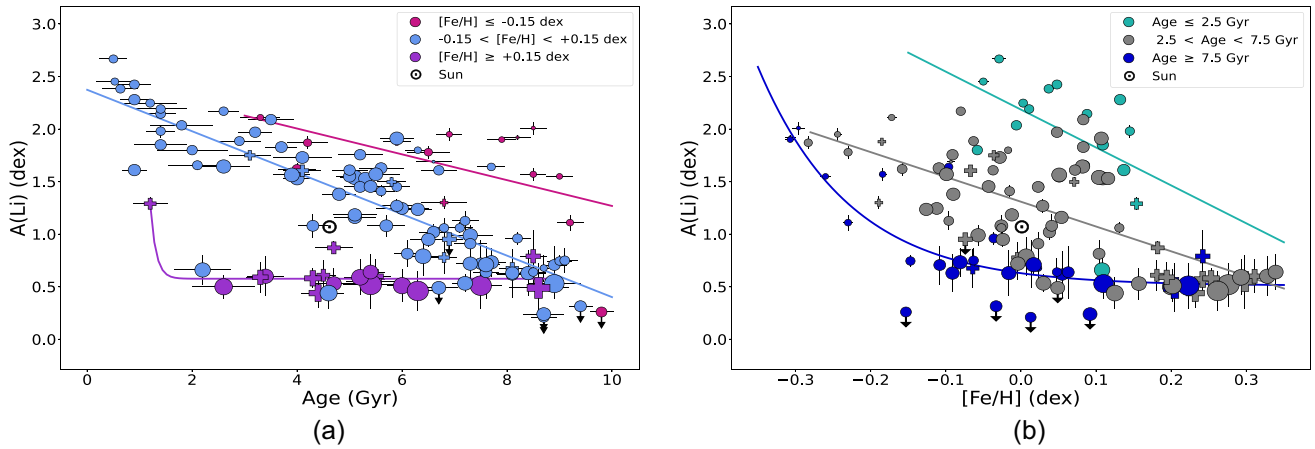 3.0
2.5
2.0
1.5
1.0
0.5
0.0
A(Li) (dex)
[Fe/H] ≤ -0.15 dex
-0.15 < [Fe/H] < +0.15 dex
[Fe/H] ≥ +0.15 dex
Sun
0 2 4 6 8 10
Age (Gyr)
(a)
3.0
2.5
2.0
1.5
1.0
0.5
0.0
A(Li) (dex)
Age ≤ 2.5 Gyr
2.5 < Age < 7.5 Gyr
Age ≥ 7.5 Gyr
Sun
−0.3 −0.2 −0.1 0.0 0.1 0.2 0.3
[Fe/H] (dex)
(b)